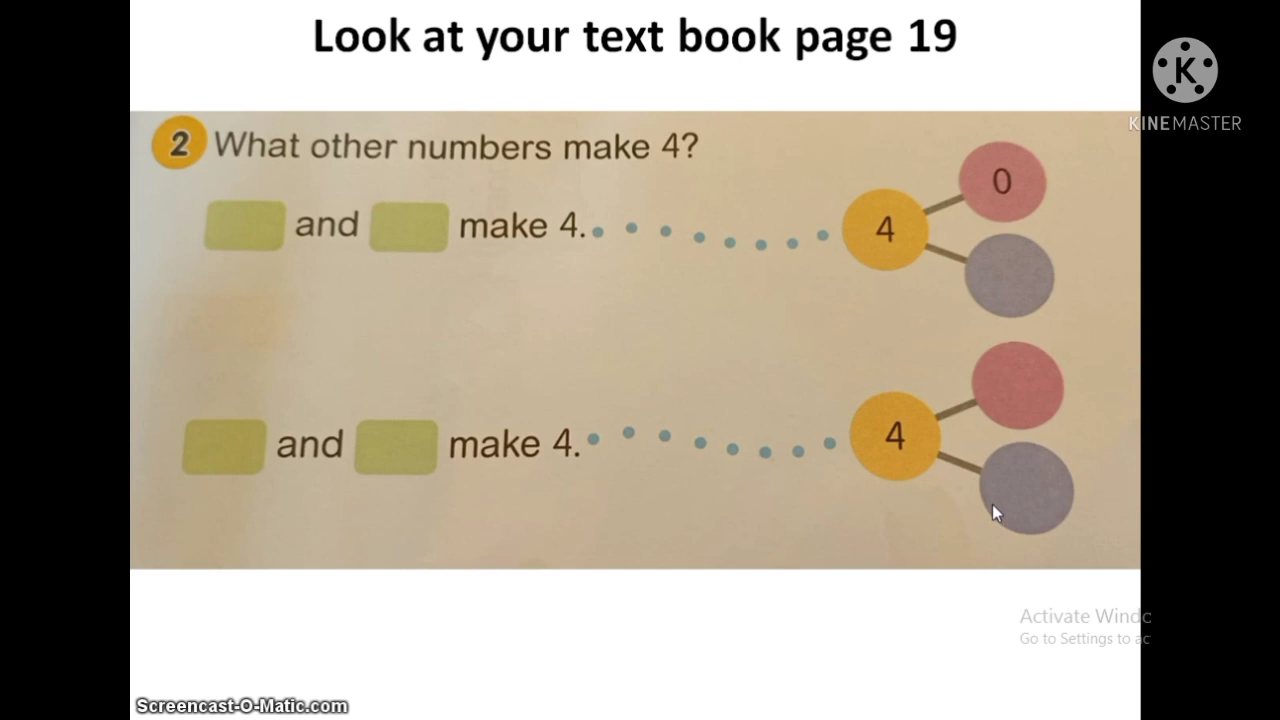 Look at your text book page 19
KINEMASTER
2 What other numbers make 4?
and make 4. 4 0
and make 4. 4
Activate Windo
Go to Settings to ac
Screencast-O-Matic.com